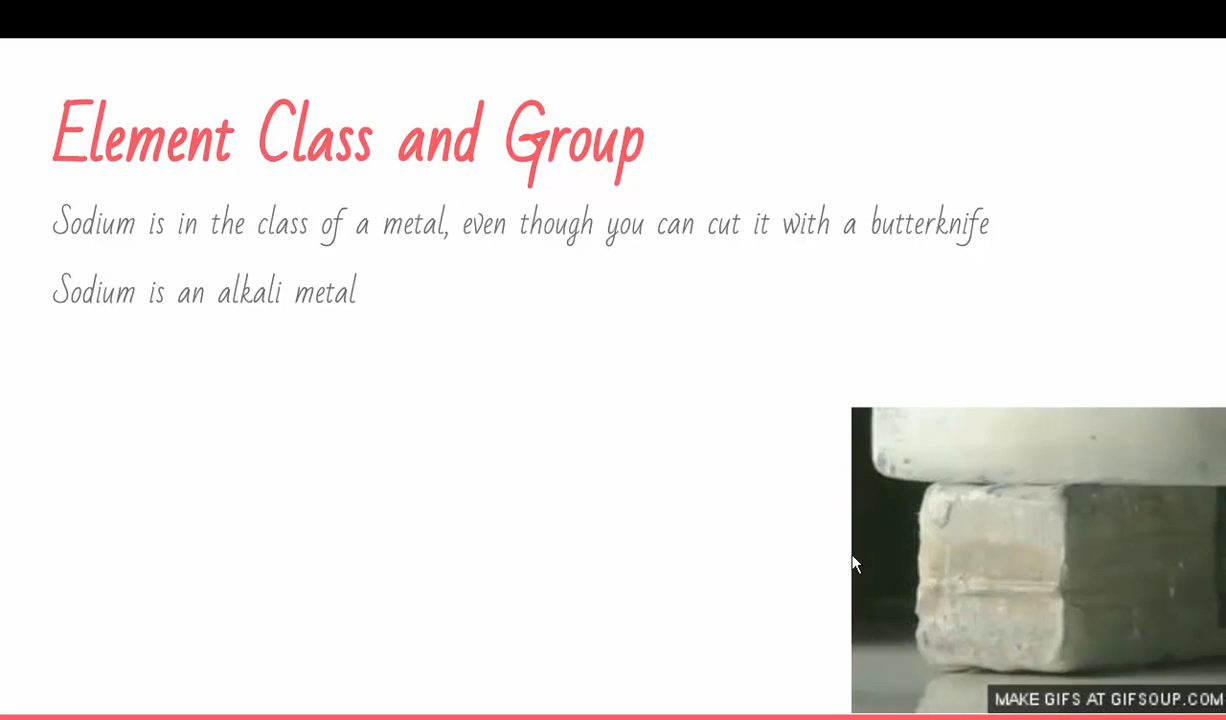 Element Class and Group
Sodium is in the class of a metal, even though you can cut it with a butterknife
Sodium is an alkali metal
MAKE GIFS AT GIFSOUP.COM